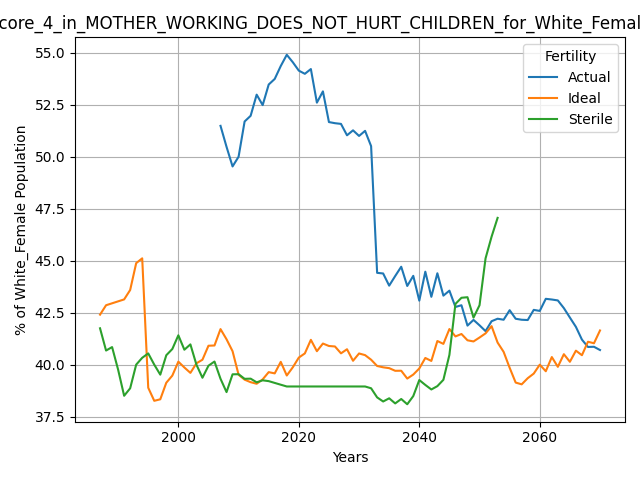 core_4_in_MOTHER_WORKING_DOES_NOT_HURT_CHILDREN_for_White_Femal
Fertility
Actual
Ideal
Sterile
% of White_Female Population
55.0
52.5
50.0
47.5
45.0
42.5
40.0
37.5
2000
2020
2040
2060
Years